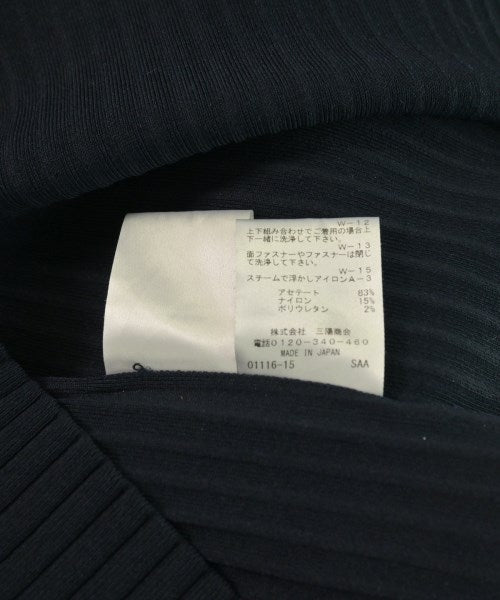 W-12
上下組み合わせでご着用の場合上
下一緒に洗浄して下さい。
W-13
面ファスナーやファスナーは閉じ
て洗浄して下さい。
W-15
スチームで浮かしアイロンA-3
アセテート 83%
ナイロン 15%
ポリウレタン 2%
株式会社 三陽商会
電話0120-340-460
MADE IN JAPAN
01116-15 SAA
9